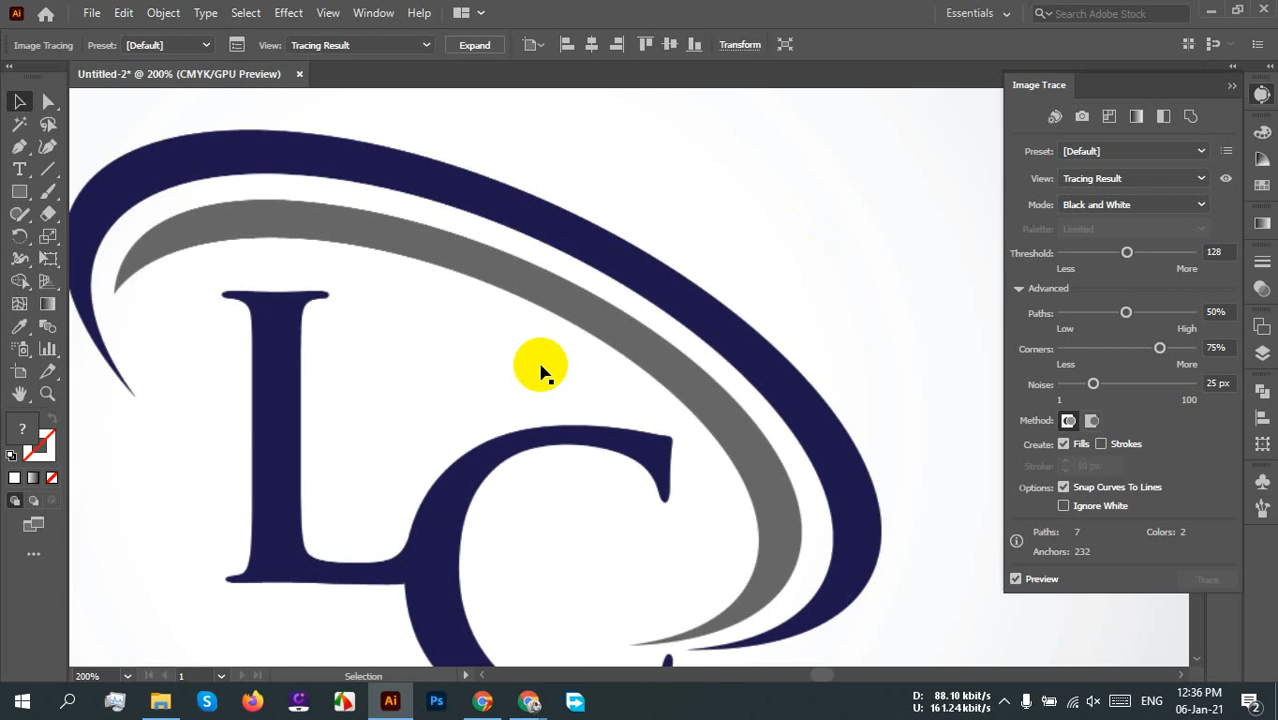 Ai File Edit Object Type Select Effect View Window Help Essentials Search Adobe Stock
Image Tracing Preset: [Default] View: Tracing Result Expand Transform
Untitled-2* @ 200% (CMYK/GPU Preview)
Image Trace
Preset: [Default]
View: Tracing Result
Mode: Black and White
Palette: Limited
Threshold: 128
Less More
Advanced
Paths: 50%
Low High
Corners: 75%
Less More
Noise: 25 px
1 100
Method:
Create: Fills Strokes
Stroke: 10 px
Options: Snap Curves To Lines
Ignore White
Paths: 7 Colors: 2
Anchors: 232
Preview Trace
LC
?
200% 1 Selection
S Ai Ps D: 88.10 kbit/s
U: 161.24 kbit/s ENG 12:36 PM
06-Jan-21 2